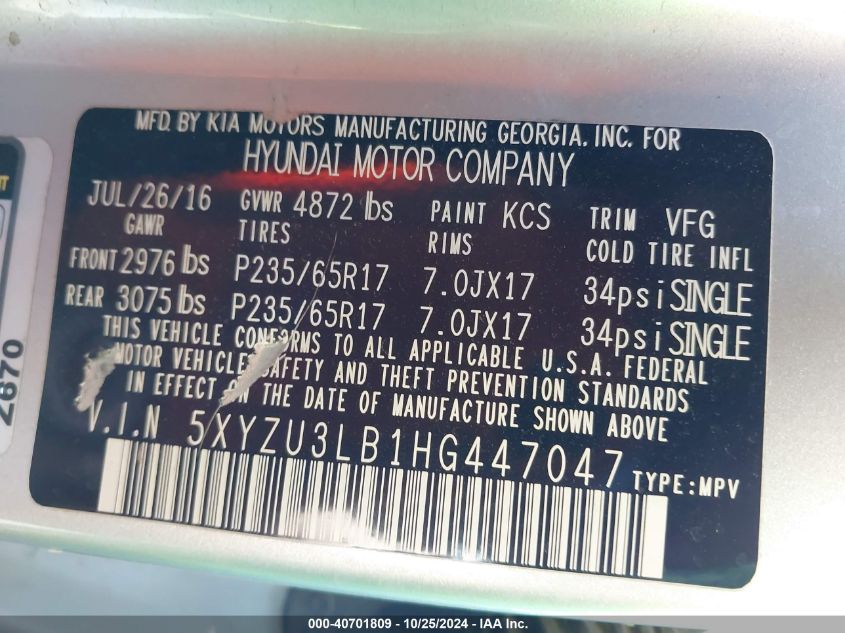 MFD. BY KIA MOTORS MANUFACTURING GEORGIA. INC. FOR
HYUNDAI MOTOR COMPANY
JUL/26/16 GVWR 4872 lbs PAINT KCS TRIM VFG
GAWR TIRES RIMS COLD TIRE INFL
FRONT 2976 lbs P235/65R17 7.0JX17 34psi SINGLE
REAR 3075 lbs P235/65R17 7.0JX17 34psi SINGLE
THIS VEHICLE CONFORMS TO ALL APPLICABLE U.S.A. FEDERAL
MOTOR VEHICLE SAFETY AND THEFT PREVENTION STANDARDS
IN EFFECT ON THE DATE OF MANUFACTURE SHOWN ABOVE
V.I.N 5XYZU3LB1HG447047 TYPE:MPV
2670
000-40701809 - 10/25/2024 - IAA Inc.